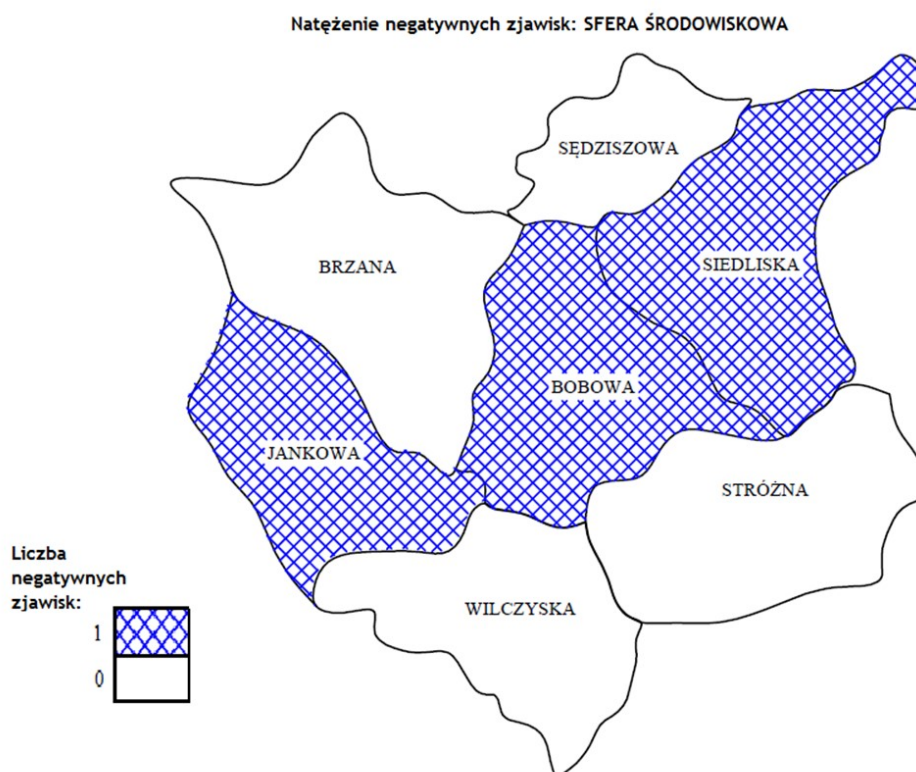 Natężenie negatywnych zjawisk: SFERA ŚRODOWISKOWA
SĘDZISZOWA
BRZANA
SIEDLISKA
BOBOWA
JANKOWA
STRÓŻNA
WILCZYSKA
Liczba
negatywnych
zjawisk:
1
0